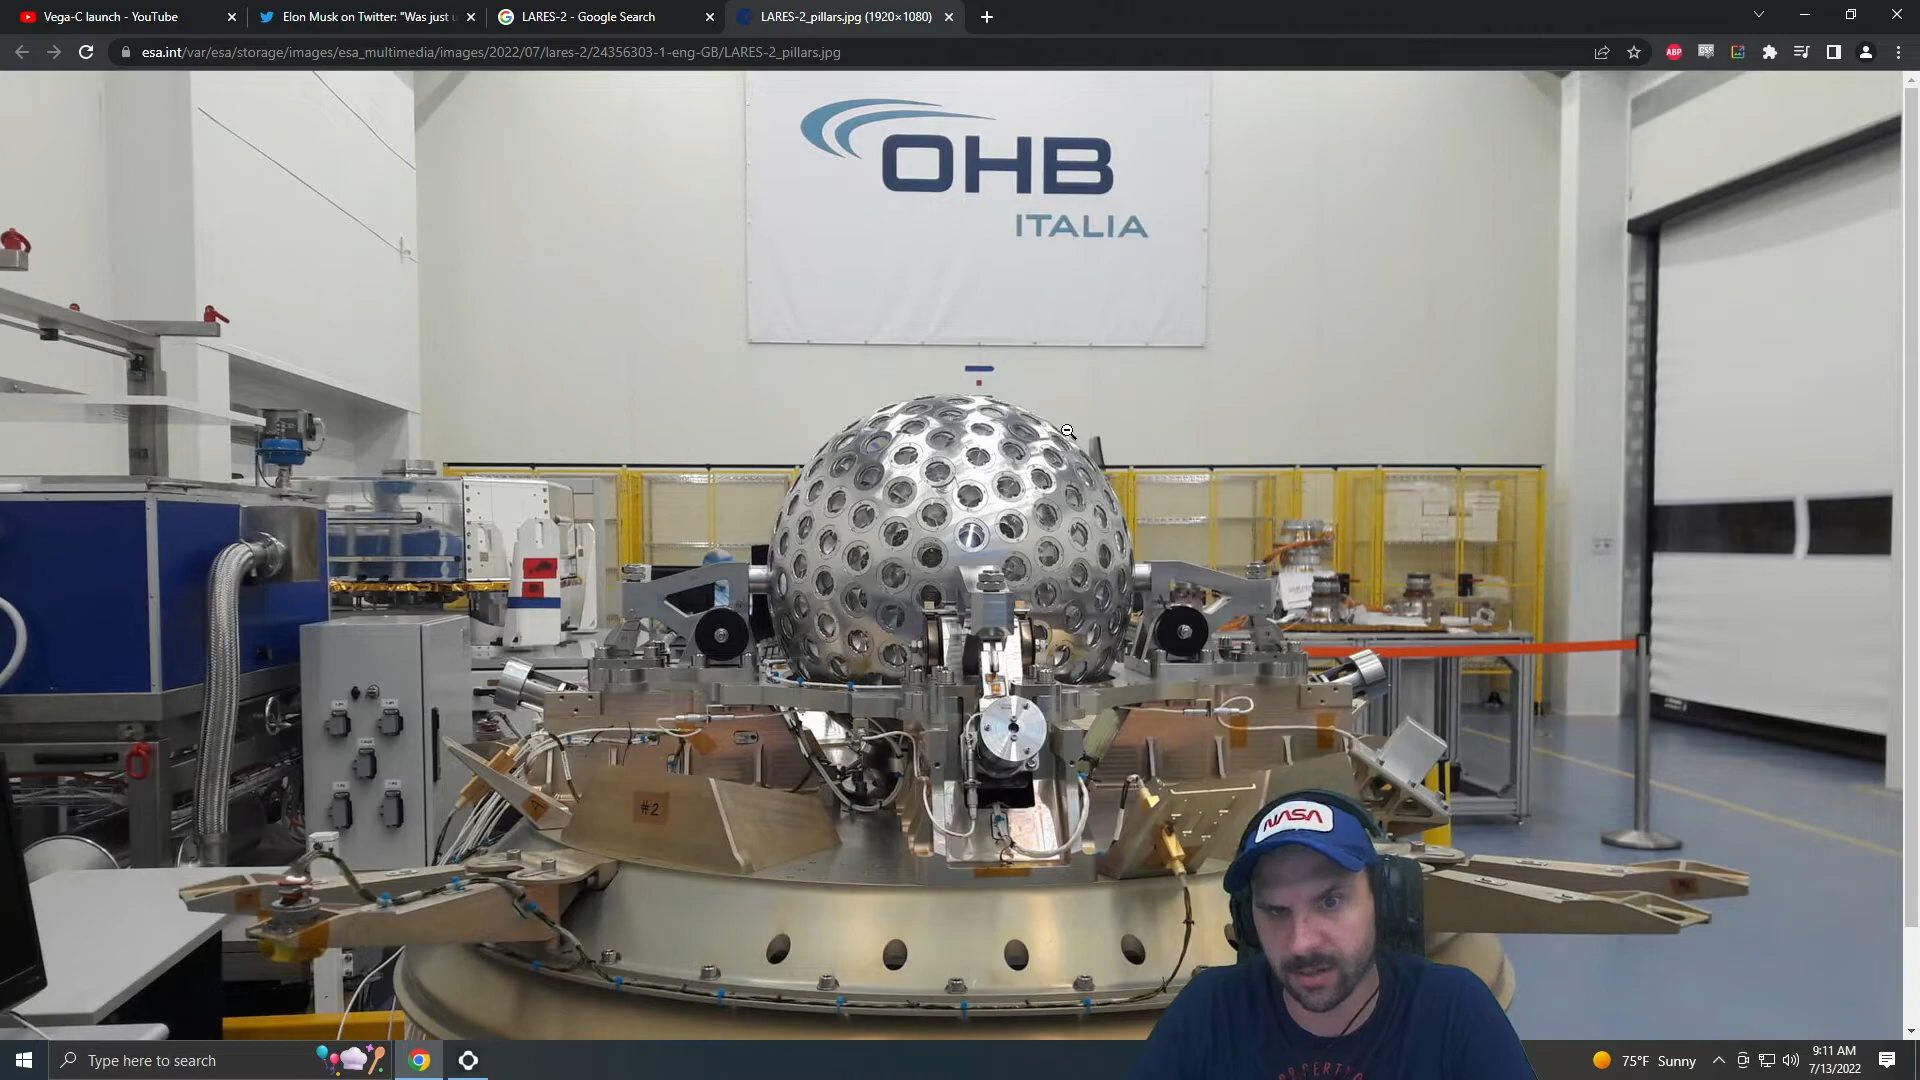 Vega-C launch - YouTube
Elon Musk on Twitter: "Was just u
LARES-2 - Google Search
LARES-2_pillars.jpg (1920×1080)
esa.int/var/esa/storage/images/esa_multimedia/images/2022/07/lares-2/24356303-1-eng-GB/LARES-2_pillars.jpg
ABP
OHB
ITALIA
#2
NASA
PROPERTY
Type here to search
75°F Sunny
9:11 AM
7/13/2022